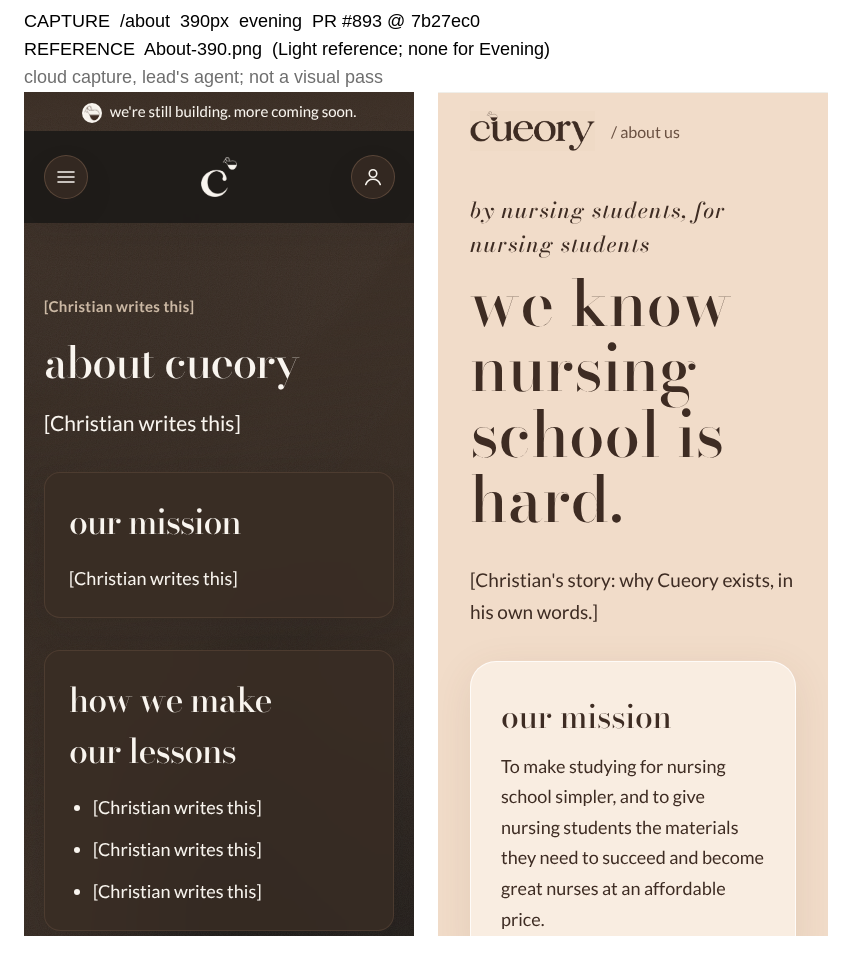 CAPTURE /about 390px evening PR #893 @ 7b27ec0
REFERENCE About-390.png (Light reference; none for Evening)
cloud capture, lead's agent; not a visual pass
we're still building. more coming soon.
c
[Christian writes this]
about cueory
[Christian writes this]
our mission
[Christian writes this]
how we make
our lessons
• [Christian writes this]
• [Christian writes this]
• [Christian writes this]
cueory / about us
by nursing students, for
nursing students
we know
nursing
school is
hard.
[Christian's story: why Cueory exists, in
his own words.]
our mission
To make studying for nursing
school simpler, and to give
nursing students the materials
they need to succeed and become
great nurses at an affordable
price.